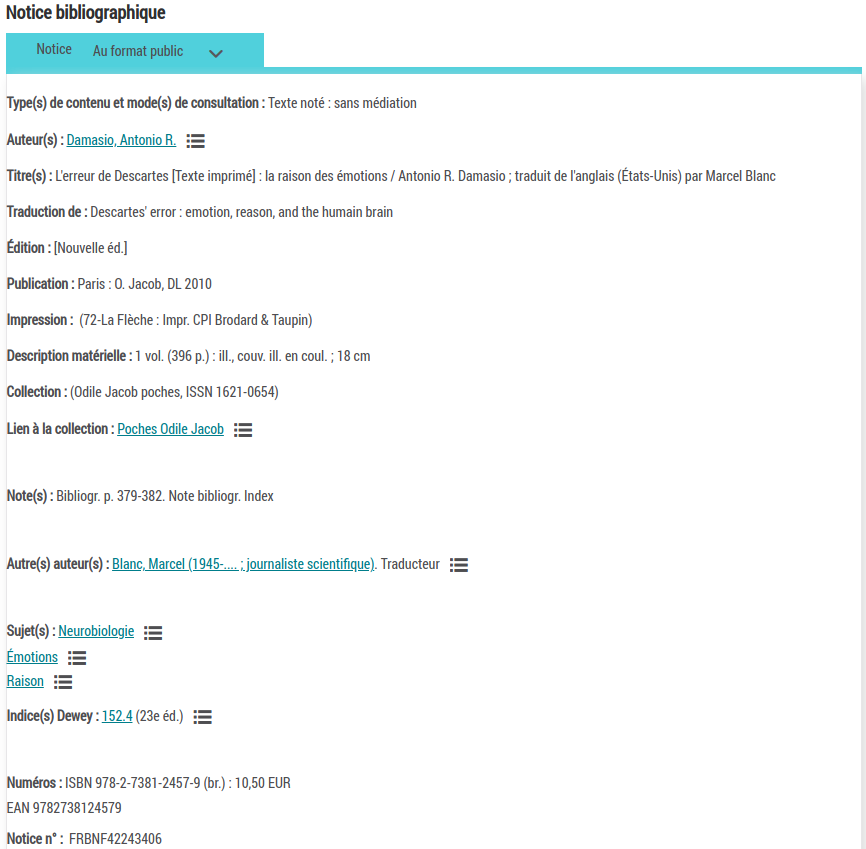 Notice bibliographique
Notice Au format public
Type(s) de contenu et mode(s) de consultation : Texte noté : sans médiation
Auteur(s) : Damasio, Antonio R.
Titre(s) : L'erreur de Descartes [Texte imprimé] : la raison des émotions / Antonio R. Damasio ; traduit de l'anglais (États-Unis) par Marcel Blanc
Traduction de : Descartes' error : emotion, reason, and the humain brain
Édition : [Nouvelle éd.]
Publication : Paris : O. Jacob, DL 2010
Impression : (72-La Flèche : Impr. CPI Brodard & Taupin)
Description matérielle : 1 vol. (396 p.) : ill., couv. ill. en coul. ; 18 cm
Collection : (Odile Jacob poches, ISSN 1621-0654)
Lien à la collection : Poches Odile Jacob
Note(s) : Bibliogr. p. 379-382. Note bibliogr. Index
Autre(s) auteur(s) : Blanc, Marcel (1945-.... ; journaliste scientifique). Traducteur
Sujet(s) : Neurobiologie
Émotions
Raison
Indice(s) Dewey : 152.4 (23e éd.)
Numéros : ISBN 978-2-7381-2457-9 (br.) : 10,50 EUR
EAN 9782738124579
Notice n° : FRBNF42243406